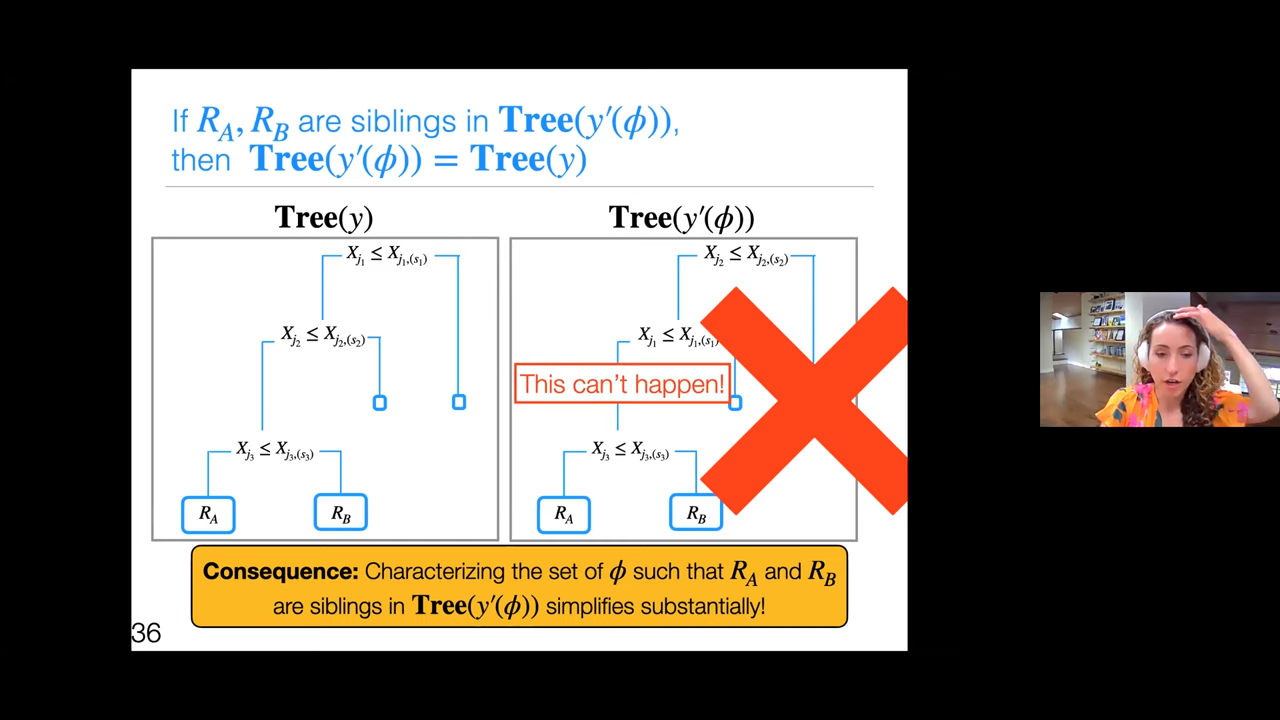 If R_A, R_B are siblings in Tree(y′(ϕ)),
then Tree(y′(ϕ)) = Tree(y)
Tree(y)
X_{j_1} ≤ X_{j_1,(s_1)}
X_{j_2} ≤ X_{j_2,(s_2)}
X_{j_3} ≤ X_{j_3,(s_3)}
R_A
R_B
Tree(y′(ϕ))
X_{j_2} ≤ X_{j_2,(s_2)}
X_{j_1} ≤ X_{j_1,(s_1)}
This can't happen!
X_{j_3} ≤ X_{j_3,(s_3)}
R_A
R_B
Consequence: Characterizing the set of ϕ such that R_A and R_B
are siblings in Tree(y′(ϕ)) simplifies substantially!
36